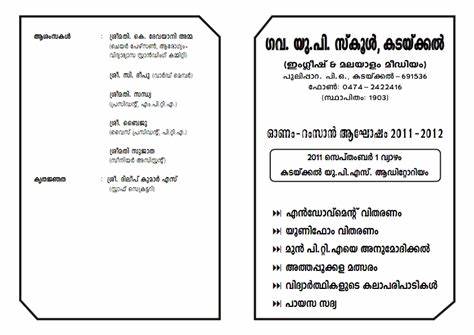 ആശംസകൾ : ശ്രീമതി. കെ. രേവയാനി അമ്മ
(ചെയർ പേഴ്സൺ, ആരോഗ്യം-
വിദ്യാഭ്യാസ സ്റ്റാൻഡിംഗ് കമ്മിറ്റി)
ശ്രീ. സി. ദീപു (വാർഡ് മെമ്പർ)
ശ്രീമതി. സന്ധ്യ
(പ്രസിഡന്റ്, എം.പി.റ്റി.എ.)
ശ്രീ. ബൈജു
(വൈസ് പ്രസിഡന്റ്, പി.റ്റി.എ.)
ശ്രീമതി സുജാത
(സീനിയർ അസിസ്റ്റന്റ്)
കൃതജ്ഞത : ശ്രീ. ദിലീപ് കുമാർ എസ്
(സ്റ്റാഫ് സെക്രട്ടറി)
ഗവ. യു.പി. സ്കൂൾ, കടയ്ക്കൽ
(ഇംഗ്ലീഷ് & മലയാളം മീഡിയം)
പുലിപ്പാറ. പി.ഒ., കടയ്ക്കൽ-691536
ഫോൺ: 0474-2422416
(സ്ഥാപിതം: 1903)
ഓണം-റംസാൻ ആഘോഷം 2011-2012
2011 സെപ്തംബർ 1 വ്യാഴം
കടയ്ക്കൽ യു.പി.എസ്. ആഡിറ്റോറിയം
എൻഡോവ്മെന്റ് വിതരണം
യൂണിഫോം വിതരണം
മുൻ പി.റ്റി.എയെ അനുമോദിക്കൽ
അത്തപ്പൂക്കള മത്സരം
വിദ്യാർത്ഥികളുടെ കലാപരിപാടികൾ
പായസ സദ്യ